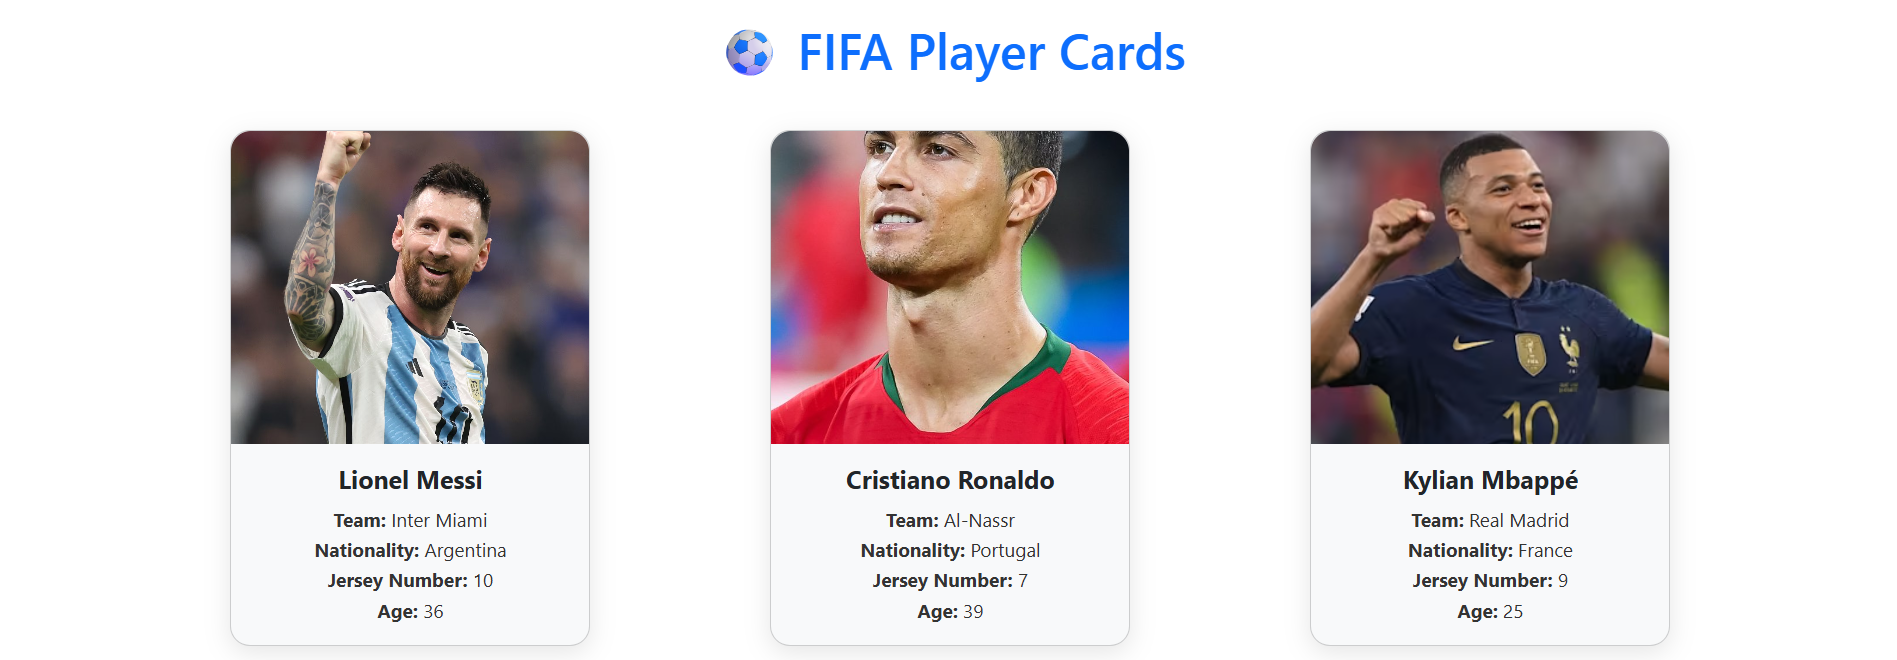 FIFA Player Cards
10
10
Lionel Messi
Team: Inter Miami
Nationality: Argentina
Jersey Number: 10
Age: 36
Cristiano Ronaldo
Team: Al-Nassr
Nationality: Portugal
Jersey Number: 7
Age: 39
Kylian Mbappé
Team: Real Madrid
Nationality: France
Jersey Number: 9
Age: 25